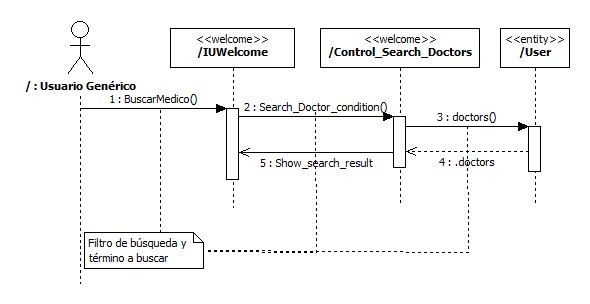 <<welcome>>
/IUWelcome
<<welcome>>
/Control_Search_Doctors
<<entity>>
/User
/ : Usuario Genérico
1 : BuscarMedico()
2 : Search_Doctor_condition()
3 : doctors()
4 : .doctors
5 : Show_search_result
Filtro de búsqueda y
término a buscar